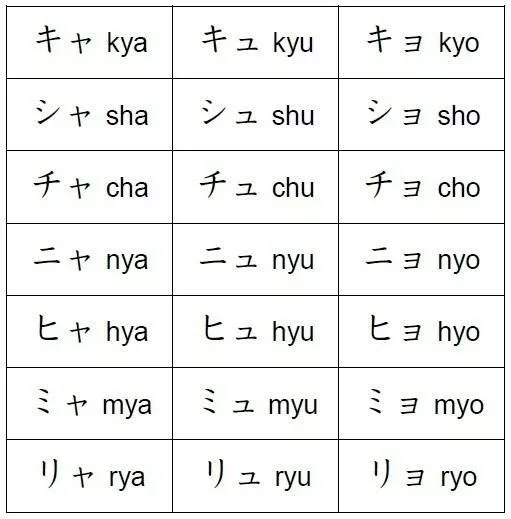 キャ kya キュ kyu キョ kyo
シャ sha シュ shu ショ sho
チャ cha チュ chu チョ cho
ニャ nya ニュ nyu ニョ nyo
ヒャ hya ヒュ hyu ヒョ hyo
ミャ mya ミュ myu ミョ myo
リャ rya リュ ryu リョ ryo